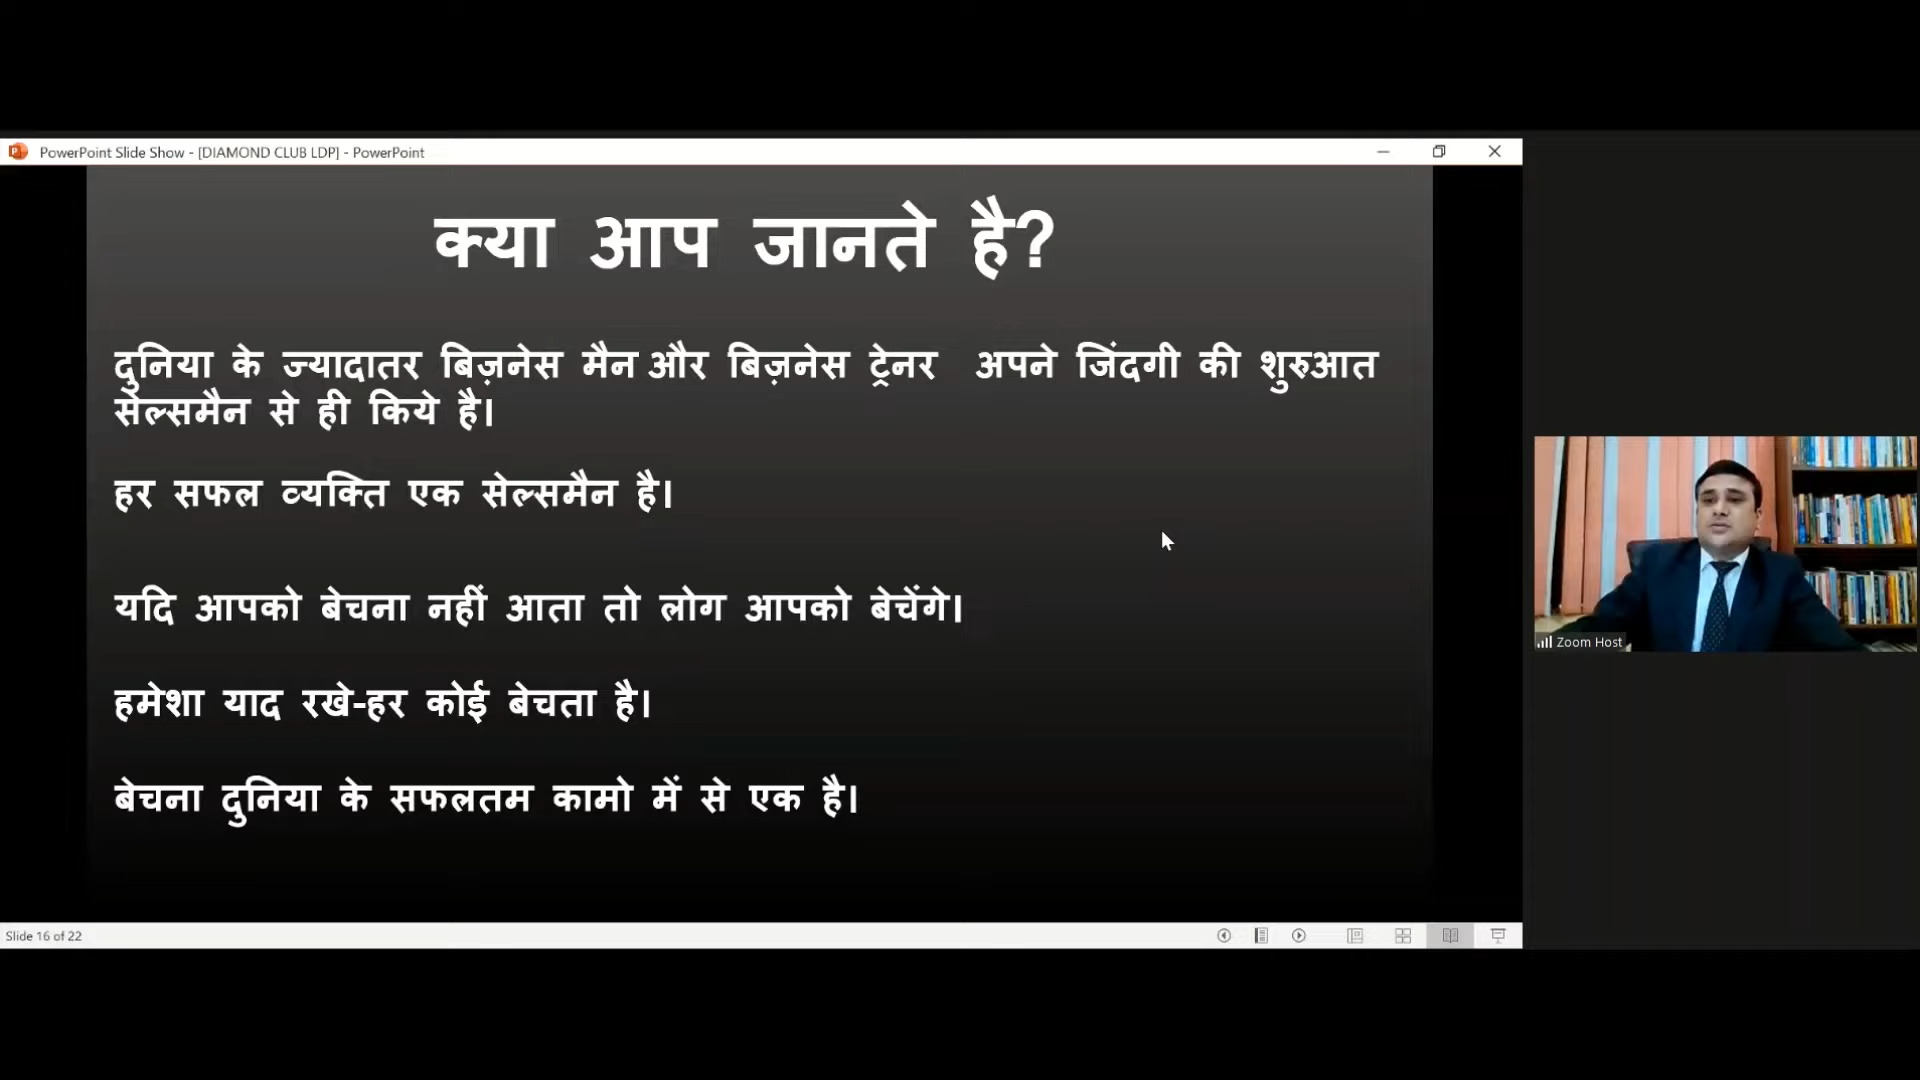 PowerPoint Slide Show - [DIAMOND CLUB LDP] - PowerPoint
क्या आप जानते है?
दुनिया के ज्यादातर बिज़नेस मैन और बिज़नेस ट्रेनर अपने जिंदगी की शुरुआत
सेल्समैन से ही किये है।
हर सफल व्यक्ति एक सेल्समैन है।
यदि आपको बेचना नहीं आता तो लोग आपको बेचेंगे।
हमेशा याद रखे-हर कोई बेचता है।
बेचना दुनिया के सफलतम कामो में से एक है।
Zoom Host
Slide 16 of 22